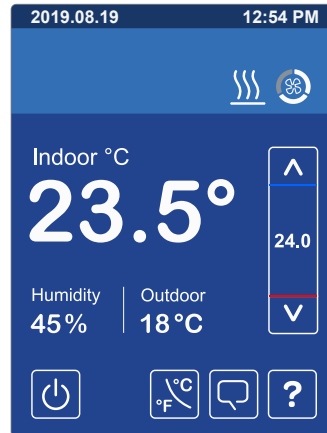 2019.08.19 12:54 PM
Indoor °C
23.5°
24.0
Humidity Outdoor
45% 18°C
°C
°F
?